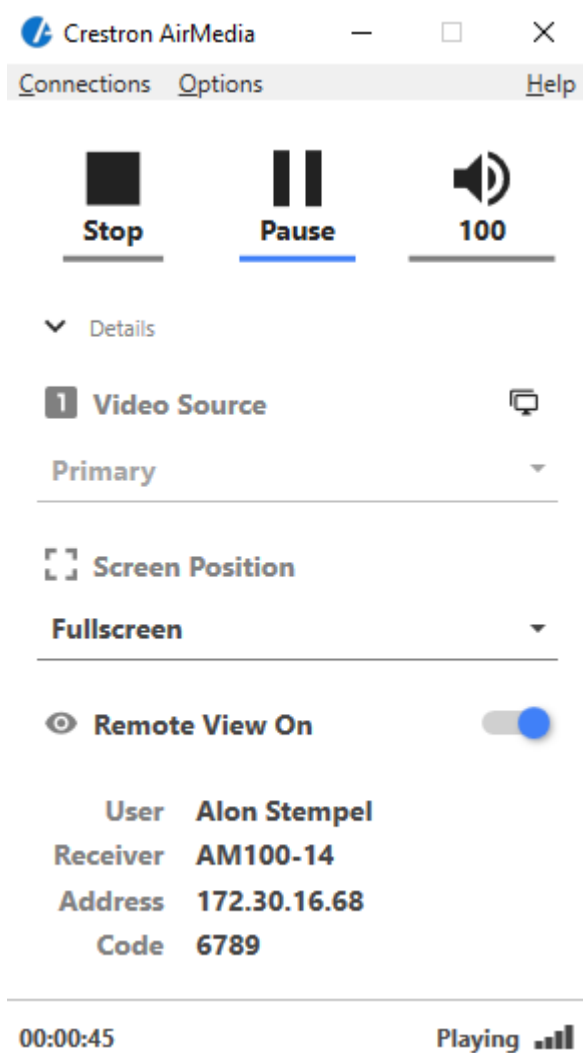 Crestron AirMedia
Connections Options Help
Stop Pause 100
Details
1 Video Source
Primary
Screen Position
Fullscreen
Remote View On
User Alon Stempel
Receiver AM100-14
Address 172.30.16.68
Code 6789
00:00:45 Playing